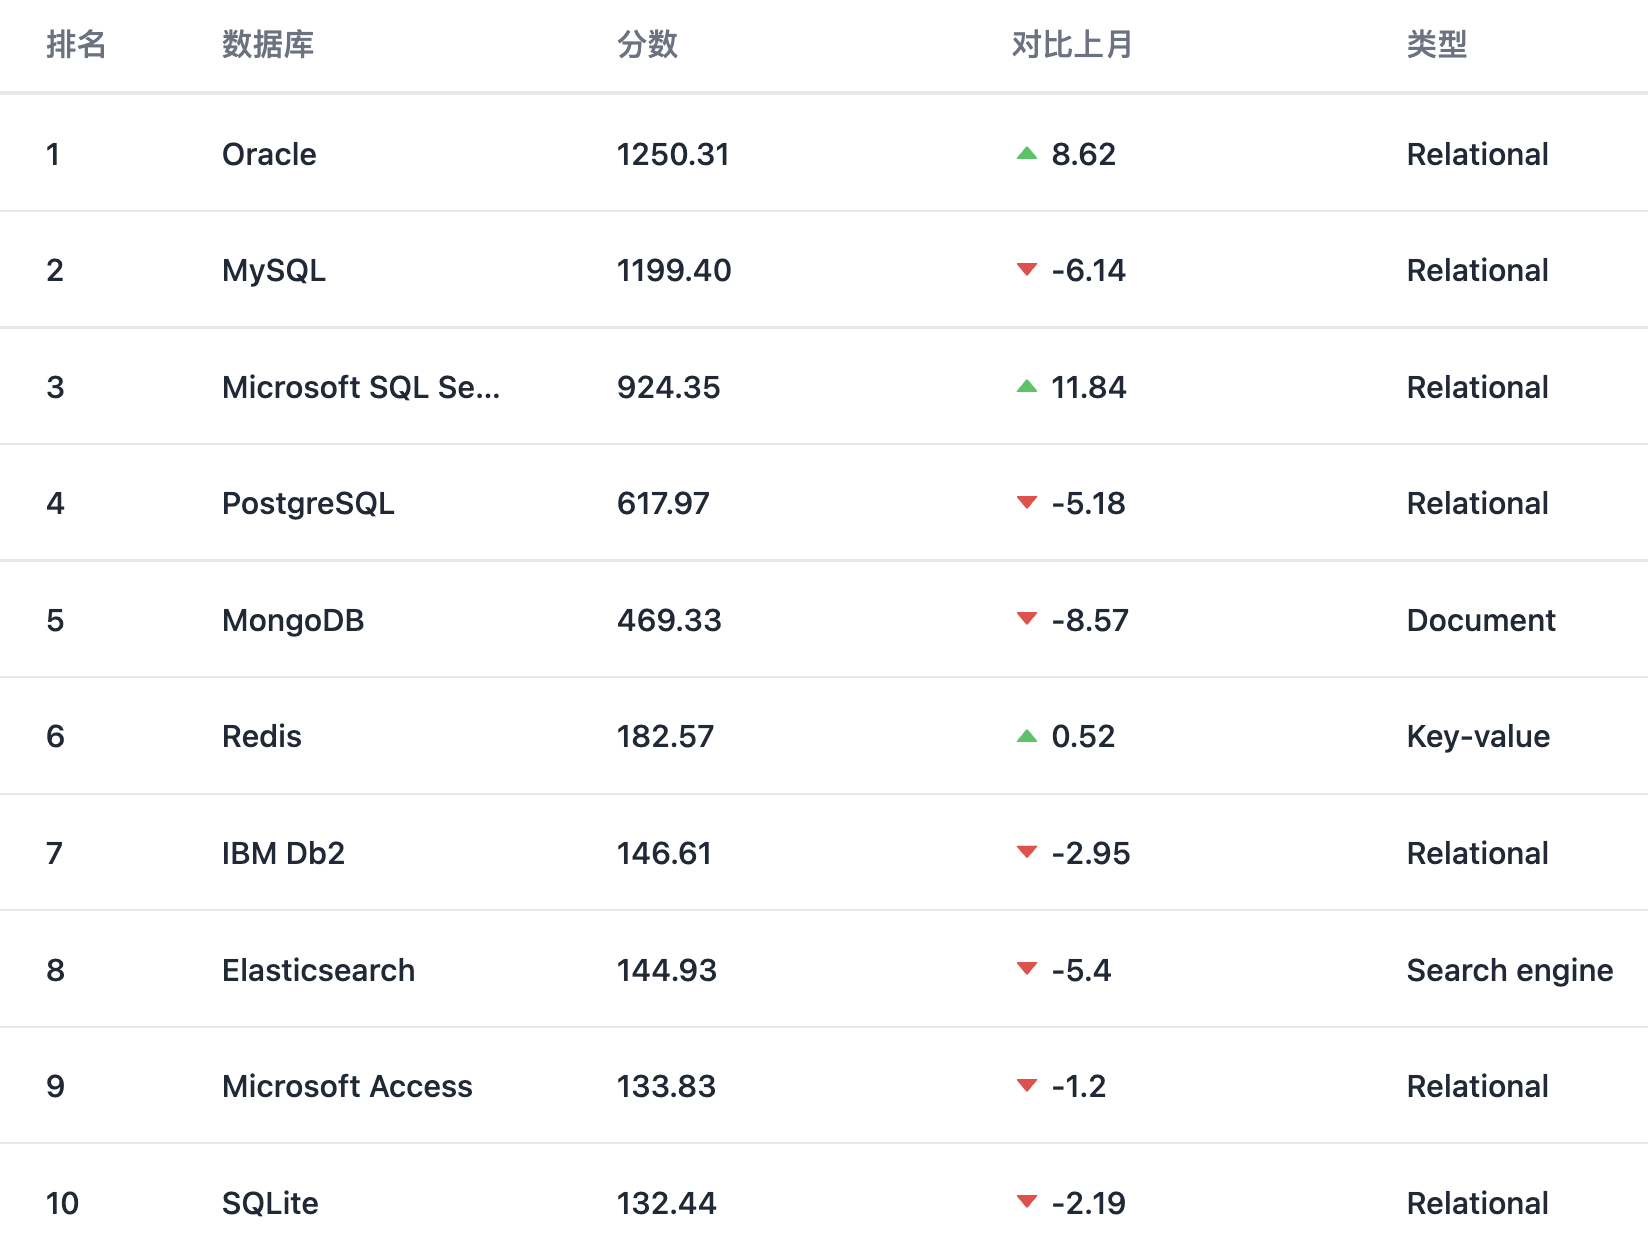 排名 数据库 分数 对比上月 类型
1 Oracle 1250.31 ▲ 8.62 Relational
2 MySQL 1199.40 ▼ -6.14 Relational
3 Microsoft SQL Se... 924.35 ▲ 11.84 Relational
4 PostgreSQL 617.97 ▼ -5.18 Relational
5 MongoDB 469.33 ▼ -8.57 Document
6 Redis 182.57 ▲ 0.52 Key-value
7 IBM Db2 146.61 ▼ -2.95 Relational
8 Elasticsearch 144.93 ▼ -5.4 Search engine
9 Microsoft Access 133.83 ▼ -1.2 Relational
10 SQLite 132.44 ▼ -2.19 Relational